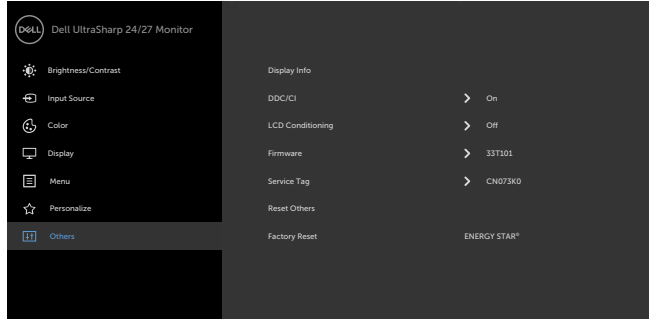 DELL Dell UltraSharp 24/27 Monitor
Brightness/Contrast Display Info
Input Source DDC/CI On
Color LCD Conditioning Off
Display Firmware 33T101
Menu Service Tag CN073K0
Personalize Reset Others
Others Factory Reset ENERGY STAR®